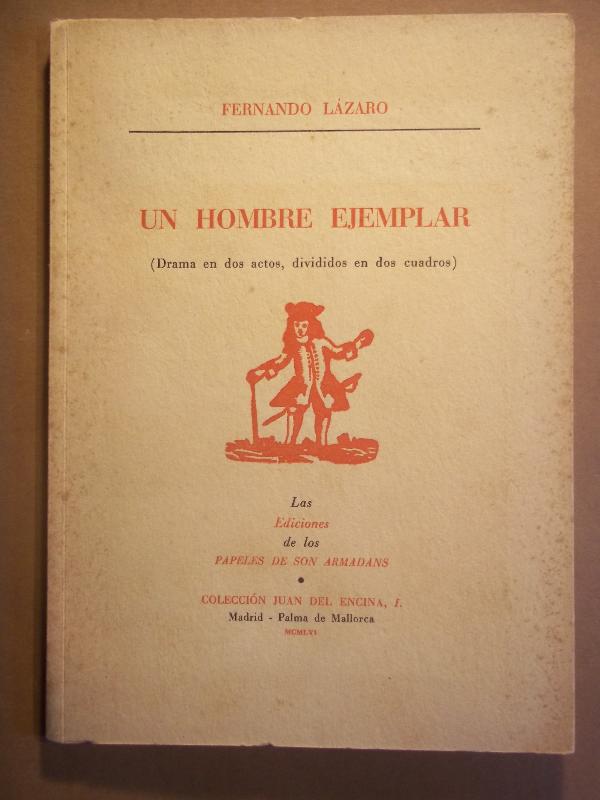 FERNANDO LÁZARO
UN HOMBRE EJEMPLAR
(Drama en dos actos, divididos en dos cuadros)
Las
Ediciones
de los
PAPELES DE SON ARMADANS
•
COLECCIÓN JUAN DEL ENCINA, I.
Madrid - Palma de Mallorca
MCMLVI